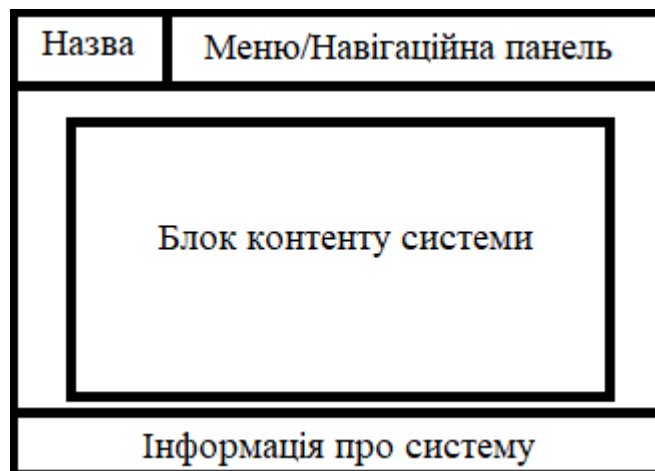 Назва
Меню/Навігаційна панель
Блок контенту системи
Інформація про систему